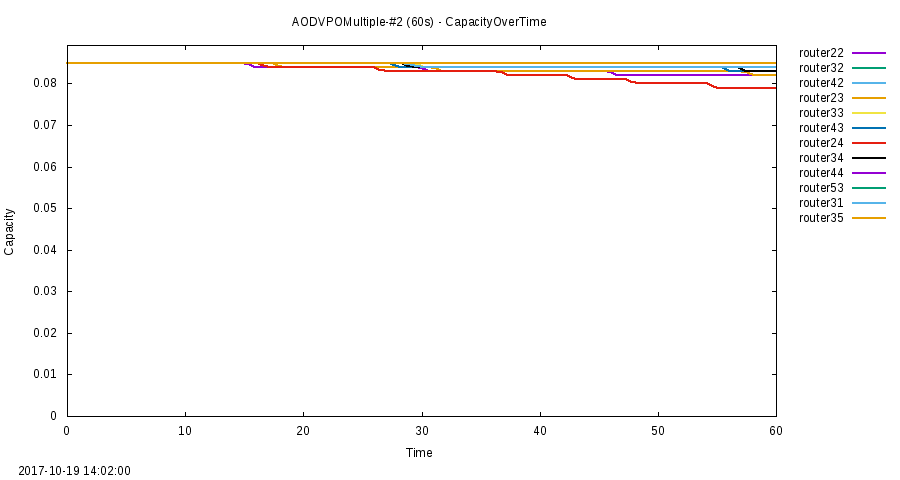 AODVPOMultiple-#2 (60s) - CapacityOverTime
router22
router32
router42
router23
router33
router43
router24
router34
router44
router53
router31
router35
Capacity
0.08
0.07
0.06
0.05
0.04
0.03
0.02
0.01
0
0 10 20 30 40 50 60
Time
2017-10-19 14:02:00